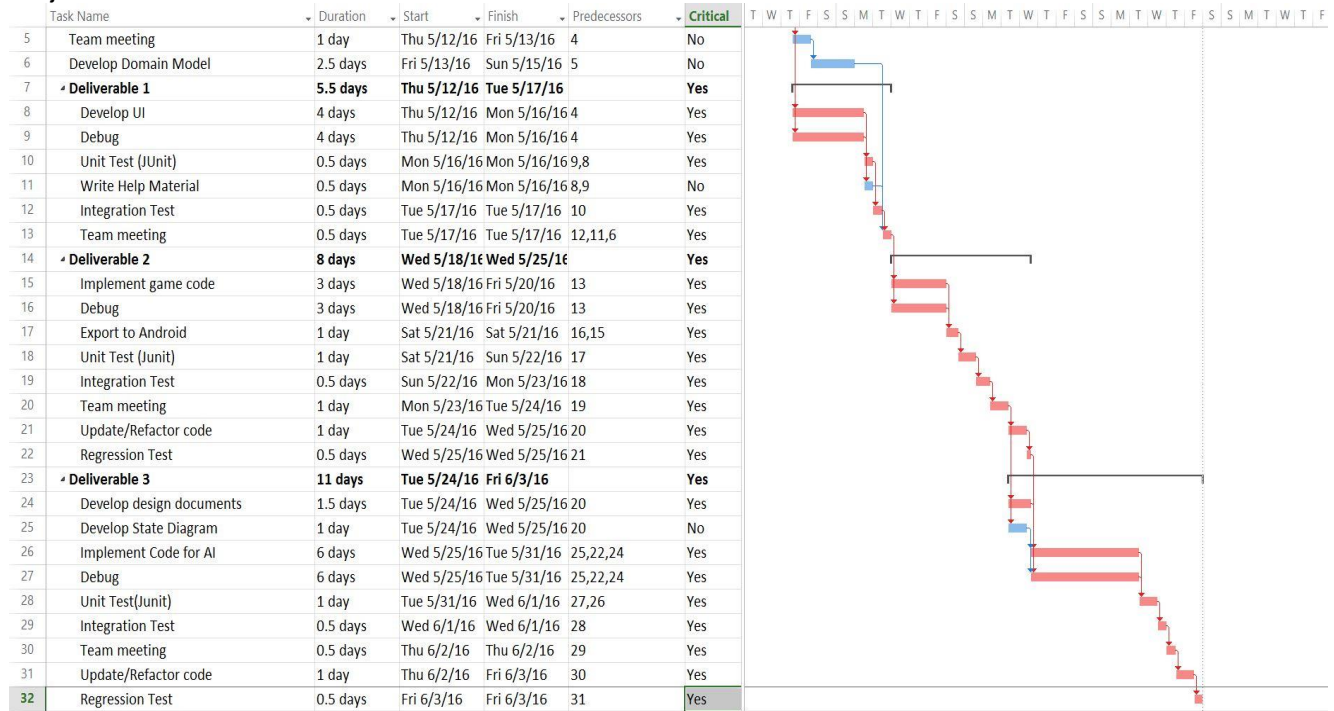 Task Name Duration Start Finish Predecessors Critical T W T F S S M T W T F S S M T W T F S S M T W T F S S M T W T F
5 Team meeting 1 day Thu 5/12/16 Fri 5/13/16 4 No
6 Develop Domain Model 2.5 days Fri 5/13/16 Sun 5/15/16 5 No
7 Deliverable 1 5.5 days Thu 5/12/16 Tue 5/17/16 Yes
8 Develop UI 4 days Thu 5/12/16 Mon 5/16/16 4 Yes
9 Debug 4 days Thu 5/12/16 Mon 5/16/16 4 Yes
10 Unit Test (JUnit) 0.5 days Mon 5/16/16 Mon 5/16/16 9,8 Yes
11 Write Help Material 0.5 days Mon 5/16/16 Mon 5/16/16 8,9 No
12 Integration Test 0.5 days Tue 5/17/16 Tue 5/17/16 10 Yes
13 Team meeting 0.5 days Tue 5/17/16 Tue 5/17/16 12,11,6 Yes
14 Deliverable 2 8 days Wed 5/18/16 Wed 5/25/16 Yes
15 Implement game code 3 days Wed 5/18/16 Fri 5/20/16 13 Yes
16 Debug 3 days Wed 5/18/16 Fri 5/20/16 13 Yes
17 Export to Android 1 day Sat 5/21/16 Sat 5/21/16 16,15 Yes
18 Unit Test (Junit) 1 day Sat 5/21/16 Sun 5/22/16 17 Yes
19 Integration Test 0.5 days Sun 5/22/16 Mon 5/23/16 18 Yes
20 Team meeting 1 day Mon 5/23/16 Tue 5/24/16 19 Yes
21 Update/Refactor code 1 day Tue 5/24/16 Wed 5/25/16 20 Yes
22 Regression Test 0.5 days Wed 5/25/16 Wed 5/25/16 21 Yes
23 Deliverable 3 11 days Tue 5/24/16 Fri 6/3/16 Yes
24 Develop design documents 1.5 days Tue 5/24/16 Wed 5/25/16 20 Yes
25 Develop State Diagram 1 day Tue 5/24/16 Wed 5/25/16 20 No
26 Implement Code for AI 6 days Wed 5/25/16 Tue 5/31/16 25,22,24 Yes
27 Debug 6 days Wed 5/25/16 Tue 5/31/16 25,22,24 Yes
28 Unit Test(Junit) 1 day Tue 5/31/16 Wed 6/1/16 27,26 Yes
29 Integration Test 0.5 days Wed 6/1/16 Wed 6/1/16 28 Yes
30 Team meeting 0.5 days Thu 6/2/16 Thu 6/2/16 29 Yes
31 Update/Refactor code 1 day Thu 6/2/16 Fri 6/3/16 30 Yes
32 Regression Test 0.5 days Fri 6/3/16 Fri 6/3/16 31 Yes